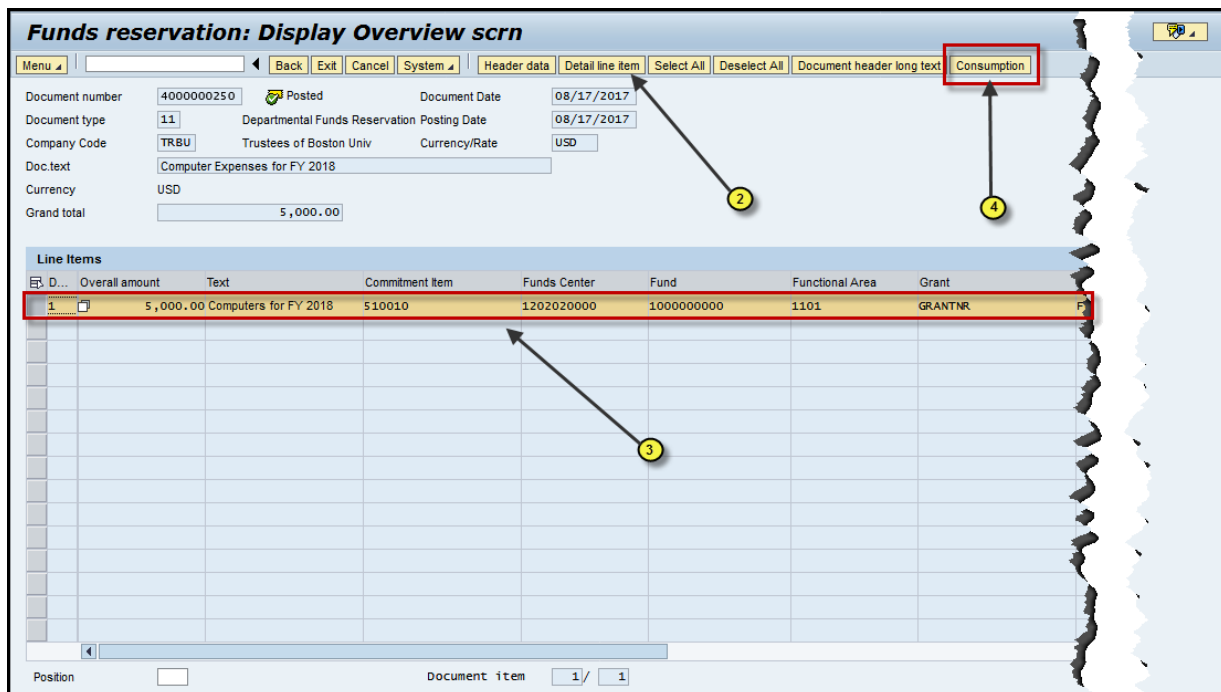 Funds reservation: Display Overview scrn
Menu Back Exit Cancel System Header data Detail line item Select All Deselect All Document header long text Consumption
Document number 4000000250 Posted Document Date 08/17/2017
Document type 11 Departmental Funds Reservation Posting Date 08/17/2017
Company Code TRBU Trustees of Boston Univ Currency/Rate USD
Doc.text Computer Expenses for FY 2018
Currency USD
Grand total 5,000.00
2
4
Line Items
D... Overall amount Text Commitment Item Funds Center Fund Functional Area Grant
1 5,000.00 Computers for FY 2018 510010 1202020000 1000000000 1101 GRANTNR
3
Position Document item 1/ 1